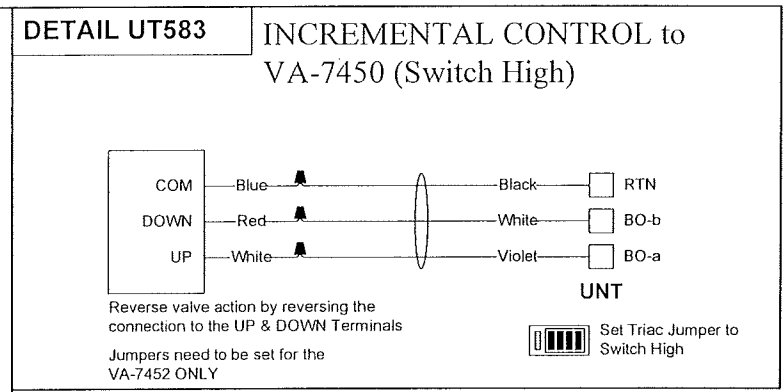 DETAIL UT583
INCREMENTAL CONTROL to
VA-7450 (Switch High)
COM Blue Black RTN
DOWN Red White BO-b
UP White Violet BO-a
UNT
Reverse valve action by reversing the
connection to the UP & DOWN Terminals
Jumpers need to be set for the
VA-7452 ONLY
Set Triac Jumper to
Switch High